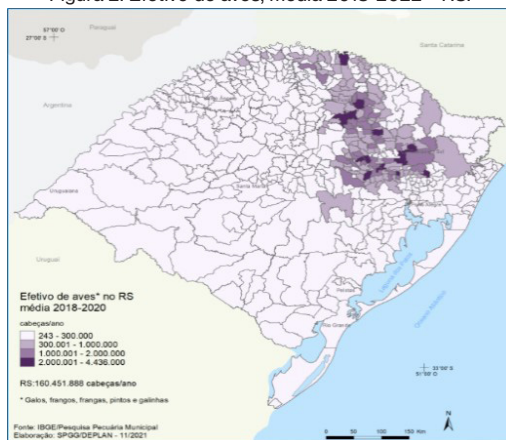 Figura 2. Efetivo de aves, média 2018-2022 - RS.
57°00' O
27°00' S
Paraguai
Santa Catarina
Argentina
Uruguaiana
Santa Maria
Uruguai
Pelotas
Rio Grande
Laguna dos Patos
Oceano Atlântico
Efetivo de aves* no RS
média 2018-2020
cabeças/ano
243 - 300.000
300.001 - 1.000.000
1.000.001 - 2.000.000
2.000.001 - 4.436.000
RS:160.451.888 cabeças/ano
* Galos, frangos, frangas, pintos e galinhas
33°00' S
51°00' O
N
0 50 100 150 Km
Fonte: IBGE/Pesquisa Pecuária Municipal
Elaboração: SPGG/DEPLAN - 11/2021